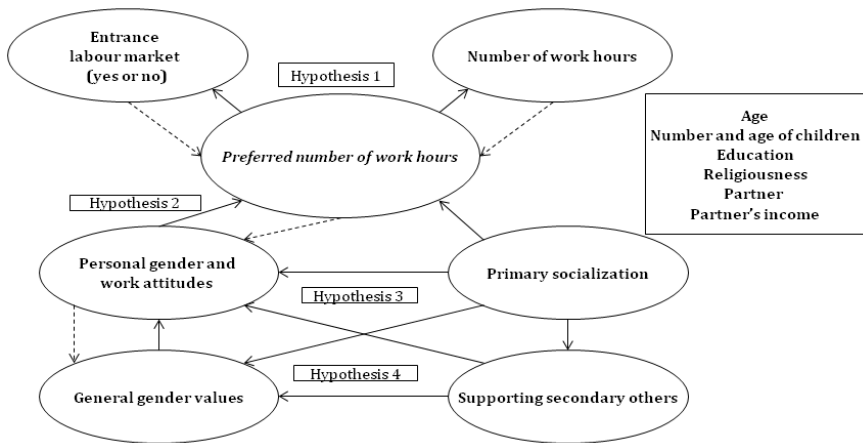 Entrance
labour market
(yes or no)
Hypothesis 1
Number of work hours
Preferred number of work hours
Age
Number and age of children
Education
Religiousness
Partner
Partner's income
Hypothesis 2
Personal gender and
work attitudes
Primary socialization
Hypothesis 3
Hypothesis 4
General gender values
Supporting secondary others